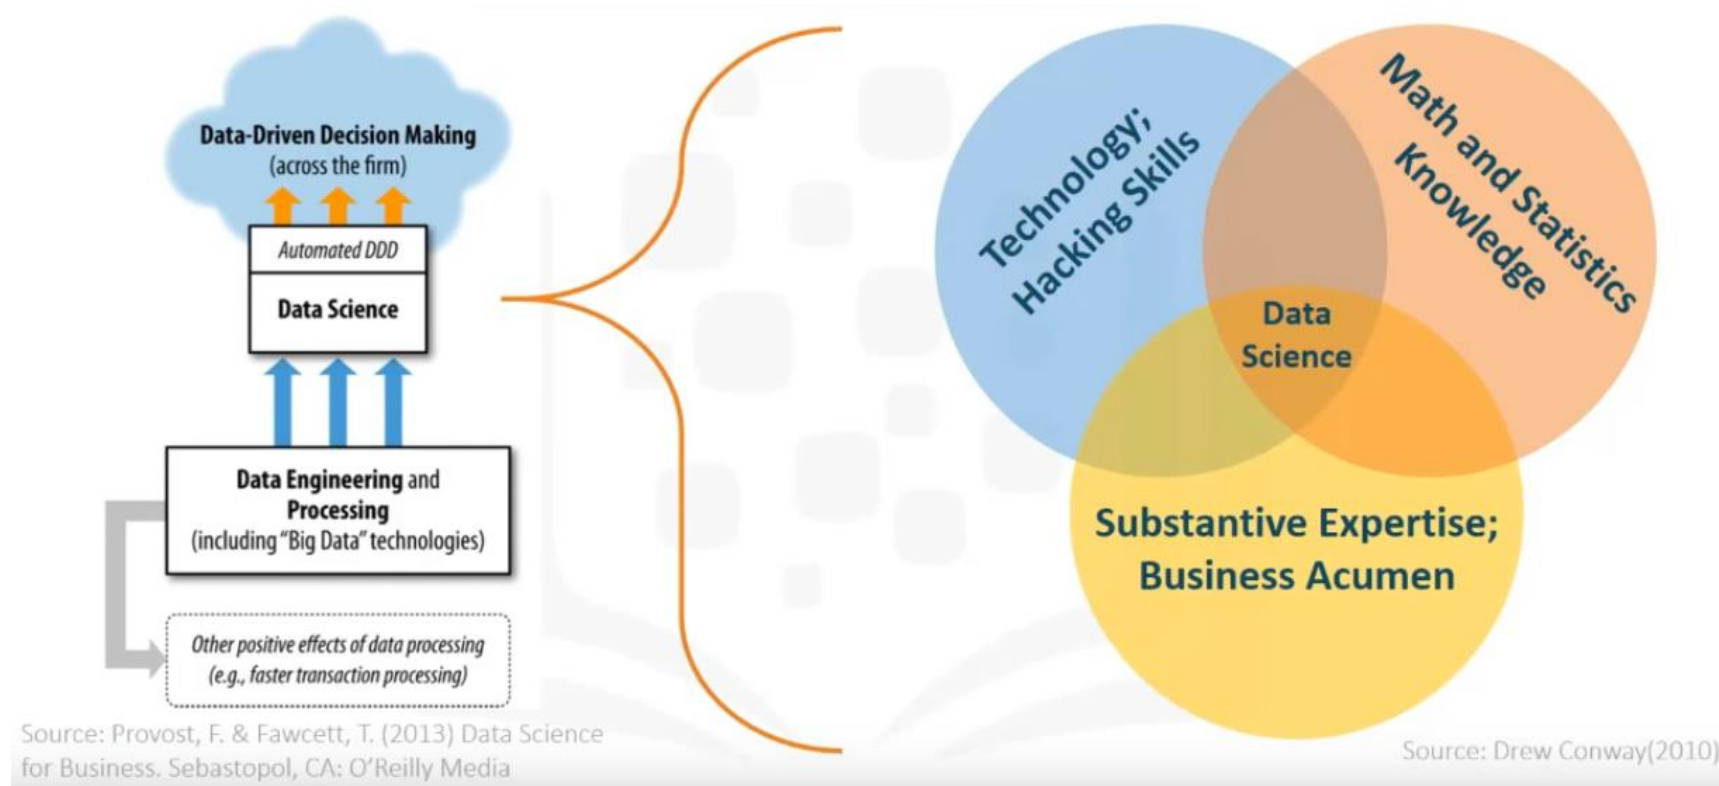 Data-Driven Decision Making
(across the firm)
Automated DDD
Data Science
Data Engineering and
Processing
(including “Big Data” technologies)
Other positive effects of data processing
(e.g., faster transaction processing)
Source: Provost, F. & Fawcett, T. (2013) Data Science
for Business. Sebastopol, CA: O’Reilly Media
Technology;
Hacking Skills
Math and Statistics
Knowledge
Data
Science
Substantive Expertise;
Business Acumen
Source: Drew Conway(2010)